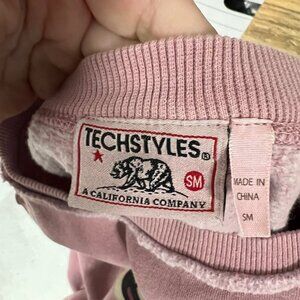 TECHSTYLES
SM
A CALIFORNIA COMPANY
MADE IN
CHINA
SM